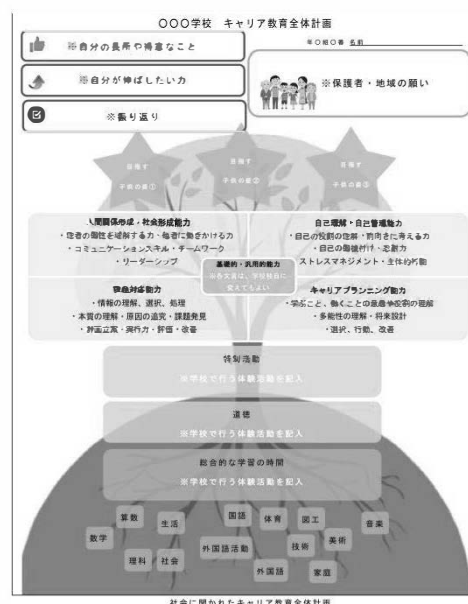 〇〇〇学校 キャリア教育全体計画
※自分の長所や得意なこと
年〇組〇番 名前
※自分が伸ばしたい力
※保護者・地域の願い
※振り返り
目指す
子供の姿①
目指す
子供の姿②
目指す
子供の姿③
人間関係形成・社会形成能力
・他者の個性を理解する力・他者に働きかける力
・コミュニケーションスキル・チームワーク
・リーダーシップ
自己理解・自己管理能力
・自己の役割の理解・前向きに考える力
・自己の動機付け・忍耐力
ストレスマネジメント・主体的行動
基礎的・汎用的能力
※各文言は、学校独自に
変えてもよい
課題対応能力
・情報の理解、選択、処理
・本質の理解・原因の追究・課題発見
・計画立案・実行力・評価・改善
キャリアプランニング能力
・学ぶこと、働くことの意義や役割の理解
・多様性の理解・将来設計
・選択、行動、改善
特別活動
※学校で行う体験活動を記入
道徳
※学校で行う体験活動を記入
総合的な学習の時間
※学校で行う体験活動を記入
算数
生活
国語
体育
図工
音楽
数学
外国語活動
技術
美術
理科
社会
外国語
家庭
社会に開かれたキャリア教育全体計画